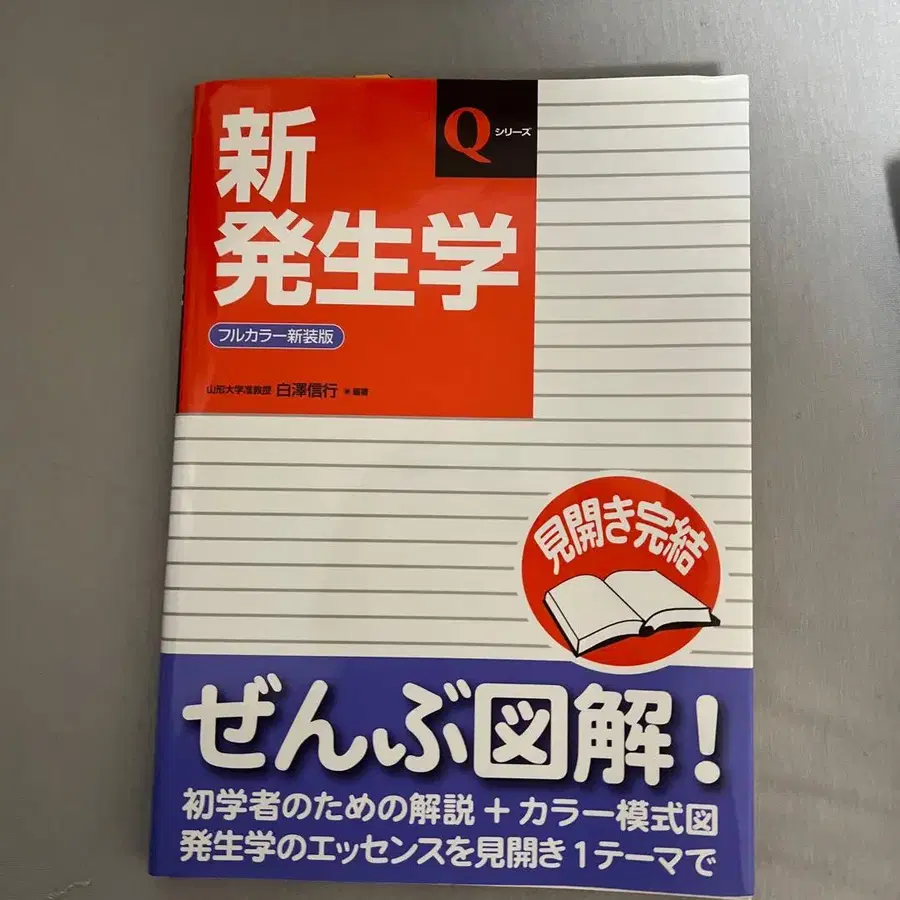 Qシリーズ
新
発生学
フルカラー新装版
山形大学准教授 白澤信行 * 編著
見開き完結
ぜんぶ図解!
初学者のための解説+カラー模式図
発生学のエッセンスを見開き1テーマで